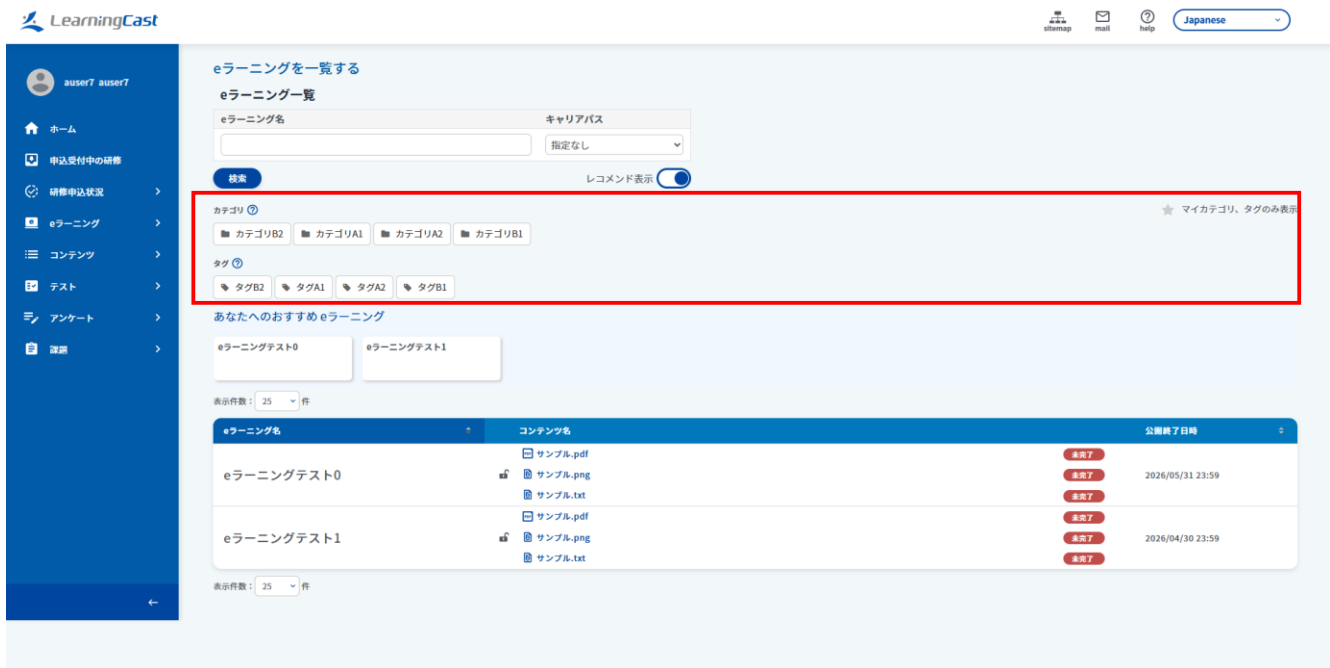 LearningCast
sitemap
mail
help
Japanese
auser7 auser7
ホーム
申込受付中の研修
研修申込状況
eラーニング
コンテンツ
テスト
アンケート
課題
eラーニングを一覧する
eラーニング一覧
eラーニング名 キャリアパス
指定なし
検索 レコメンド表示
カテゴリ マイカテゴリ、タグのみ表示
カテゴリB2 カテゴリA1 カテゴリA2 カテゴリB1
タグ
タグB2 タグA1 タグA2 タグB1
あなたへのおすすめ eラーニング
eラーニングテスト0 eラーニングテスト1
表示件数: 25 件
eラーニング名 コンテンツ名 公開終了日時
eラーニングテスト0
サンプル.pdf 未完了
サンプル.png 未完了 2026/05/31 23:59
サンプル.txt 未完了
eラーニングテスト1
サンプル.pdf 未完了
サンプル.png 未完了 2026/04/30 23:59
サンプル.txt 未完了
表示件数: 25 件